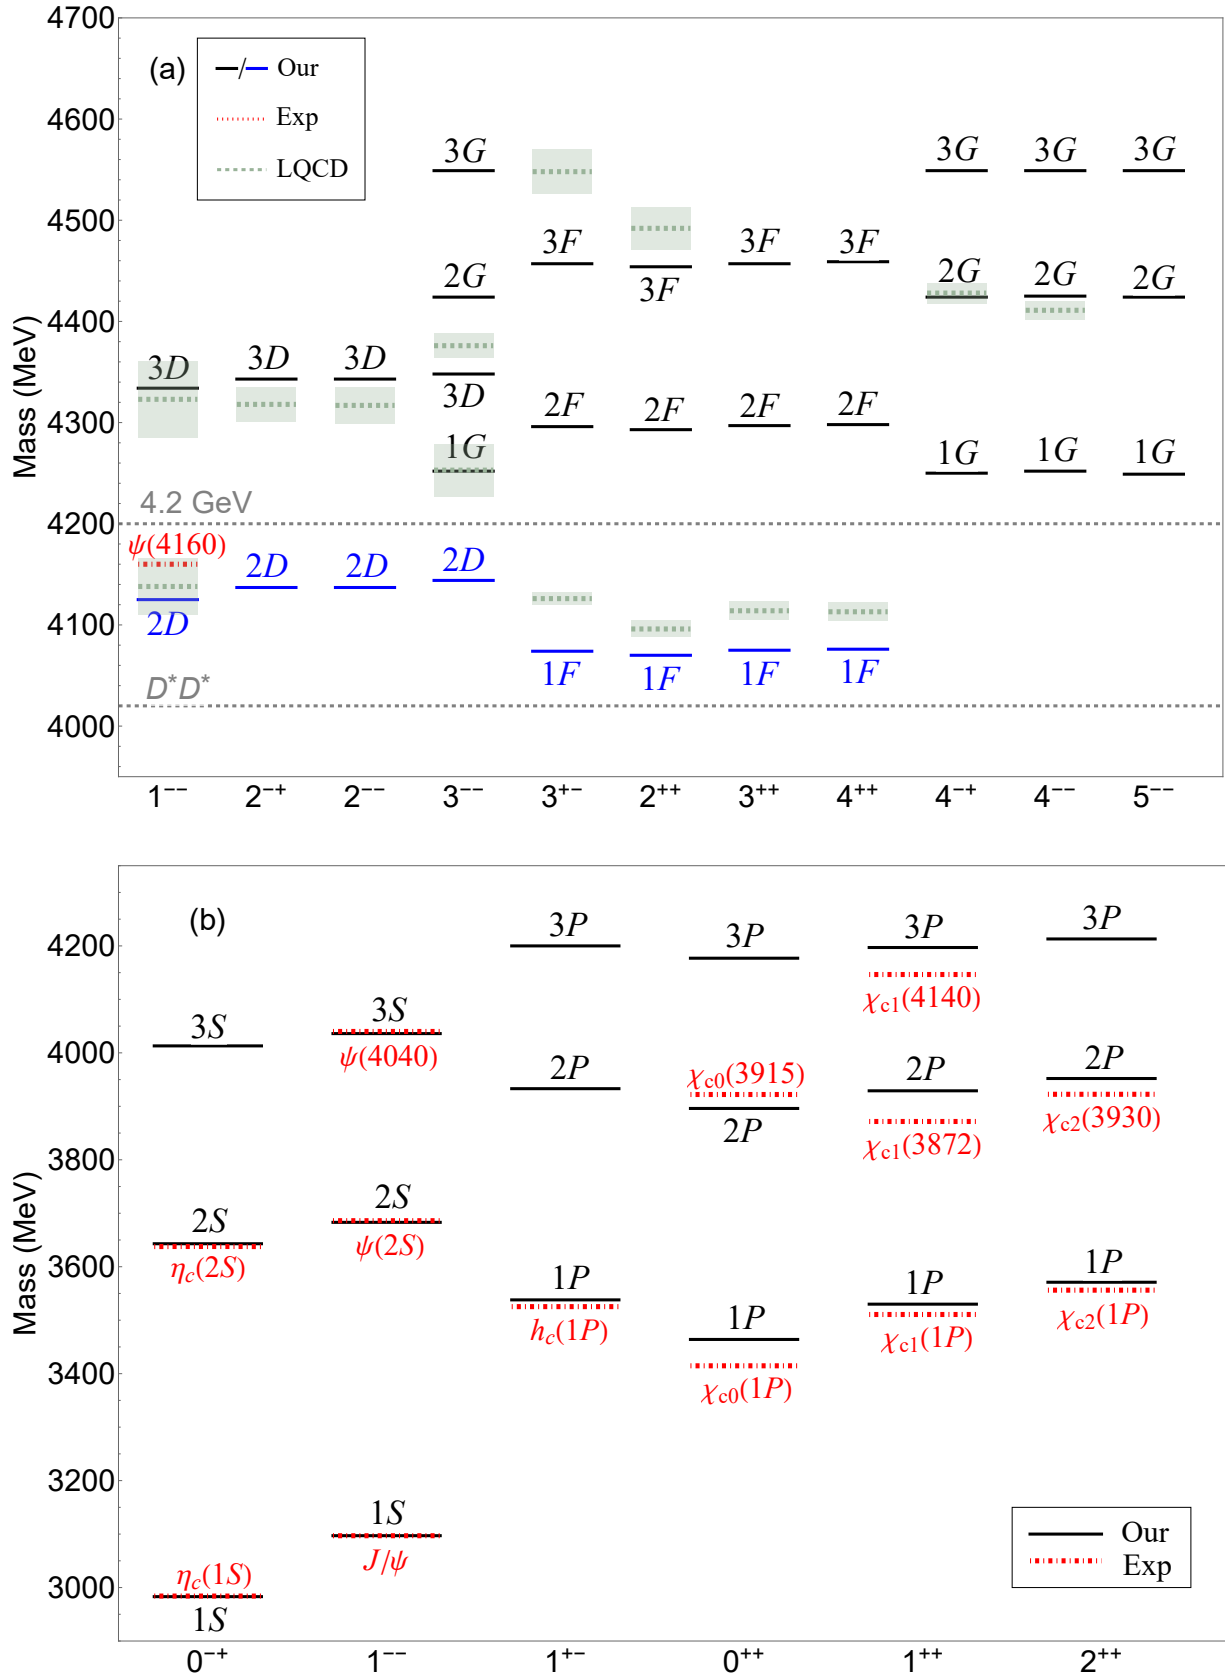 4700
4600
4500
4400
4300
4200
4100
4000
Mass (MeV)
(a)
/ Our
Exp
LQCD
3G 3G 3G 3G
3F 3F 3F 3F
2G 2G 2G 2G
3D 3D 3D 3D
2F 2F 2F 2F
1G 1G 1G 1G
4.2 GeV
ψ(4160)
2D 2D 2D 2D
1F 1F 1F 1F
D*D*
1⁻⁻ 2⁻⁺ 2⁻⁻ 3⁻⁻ 3⁺⁻ 2⁺⁺ 3⁺⁺ 4⁺⁺ 4⁻⁺ 4⁻⁻ 5⁻⁻
4200
4000
3800
3600
3400
3200
3000
Mass (MeV)
(b)
3P 3P 3P 3P
χc1(4140)
3S 3S
ψ(4040)
2P χc0(3915) 2P 2P
2P χc1(3872) χc2(3930)
2S 2S
ηc(2S) ψ(2S)
1P 1P 1P 1P
hc(1P) χc0(1P) χc1(1P) χc2(1P)
1S
J/ψ
ηc(1S)
1S
Our
Exp
0⁻⁺ 1⁻⁻ 1⁺⁻ 0⁺⁺ 1⁺⁺ 2⁺⁺